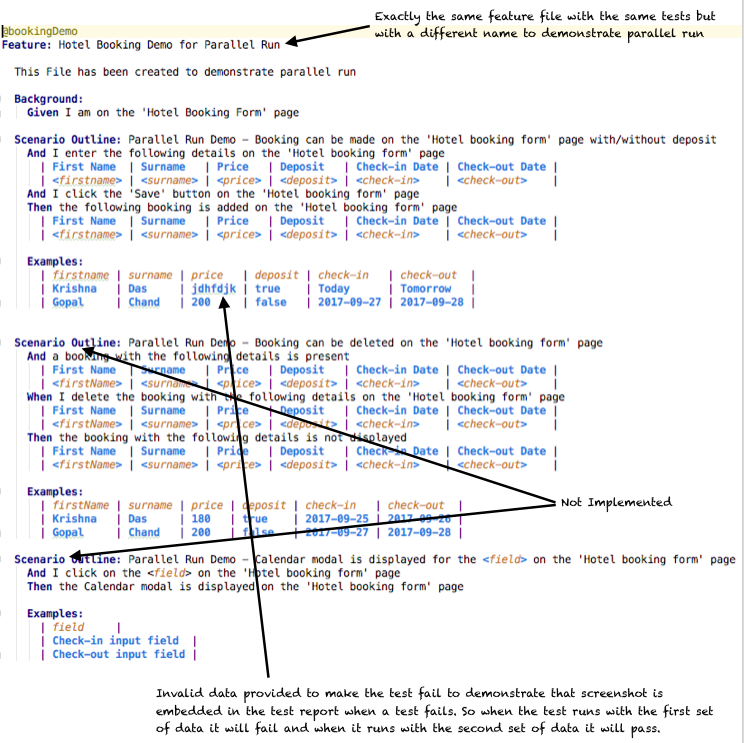 Exactly the same feature file with the same tests but
with a different name to demonstrate parallel run
@bookingDemo
Feature: Hotel Booking Demo for Parallel Run
This File has been created to demonstrate parallel run
Background:
Given I am on the 'Hotel Booking Form' page
Scenario Outline: Parallel Run Demo – Booking can be made on the 'Hotel booking form' page with/without deposit
And I enter the following details on the 'Hotel booking form' page
| First Name | Surname | Price | Deposit | Check-in Date | Check-out Date |
| <firstname> | <surname> | <price> | <deposit> | <check-in> | <check-out> |
And I click the 'Save' button on the 'Hotel booking form' page
Then the following booking is added on the 'Hotel booking form' page
| First Name | Surname | Price | Deposit | Check-in Date | Check-out Date |
| <firstname> | <surname> | <price> | <deposit> | <check-in> | <check-out> |
Examples:
| firstname | surname | price | deposit | check-in | check-out |
| Krishna | Das | jdhfdjk | true | Today | Tomorrow |
| Gopal | Chand | 200 | false | 2017-09-27 | 2017-09-28 |
Scenario Outline: Parallel Run Demo – Booking can be deleted on the 'Hotel booking form' page
And a booking with the following details is present
| First Name | Surname | Price | Deposit | Check-in Date | Check-out Date |
| <firstName> | <surname> | <price> | <deposit> | <check-in> | <check-out> |
When I delete the booking with the following details on the 'Hotel booking form' page
| First Name | Surname | Price | Deposit | Check-in Date | Check-out Date |
| <firstName> | <surname> | <price> | <deposit> | <check-in> | <check-out> |
Then the booking with the following details is not displayed
| First Name | Surname | Price | Deposit | Check-in Date | Check-out Date |
| <firstName> | <surname> | <price> | <deposit> | <check-in> | <check-out> |
Examples:
| firstName | surname | price | deposit | check-in | check-out |
Not Implemented
| Krishna | Das | 180 | true | 2017-09-25 | 2017-09-26 |
| Gopal | Chand | 200 | false | 2017-09-27 | 2017-09-28 |
Scenario Outline: Parallel Run Demo – Calendar modal is displayed for the <field> on the 'Hotel booking form' page
And I click on the <field> on the 'Hotel booking form' page
Then the Calendar modal is displayed on the 'Hotel booking form' page
Examples:
| field |
| Check-in input field |
| Check-out input field |
Invalid data provided to make the test fail to demonstrate that screenshot is
embedded in the test report when a test fails. So when the test runs with the first set
of data it will fail and when it runs with the second set of data it will pass.